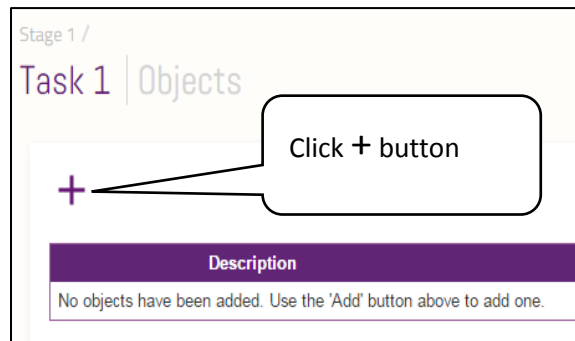 Stage 1 /
Task 1 Objects
Click + button
+
Description
No objects have been added. Use the 'Add' button above to add one.